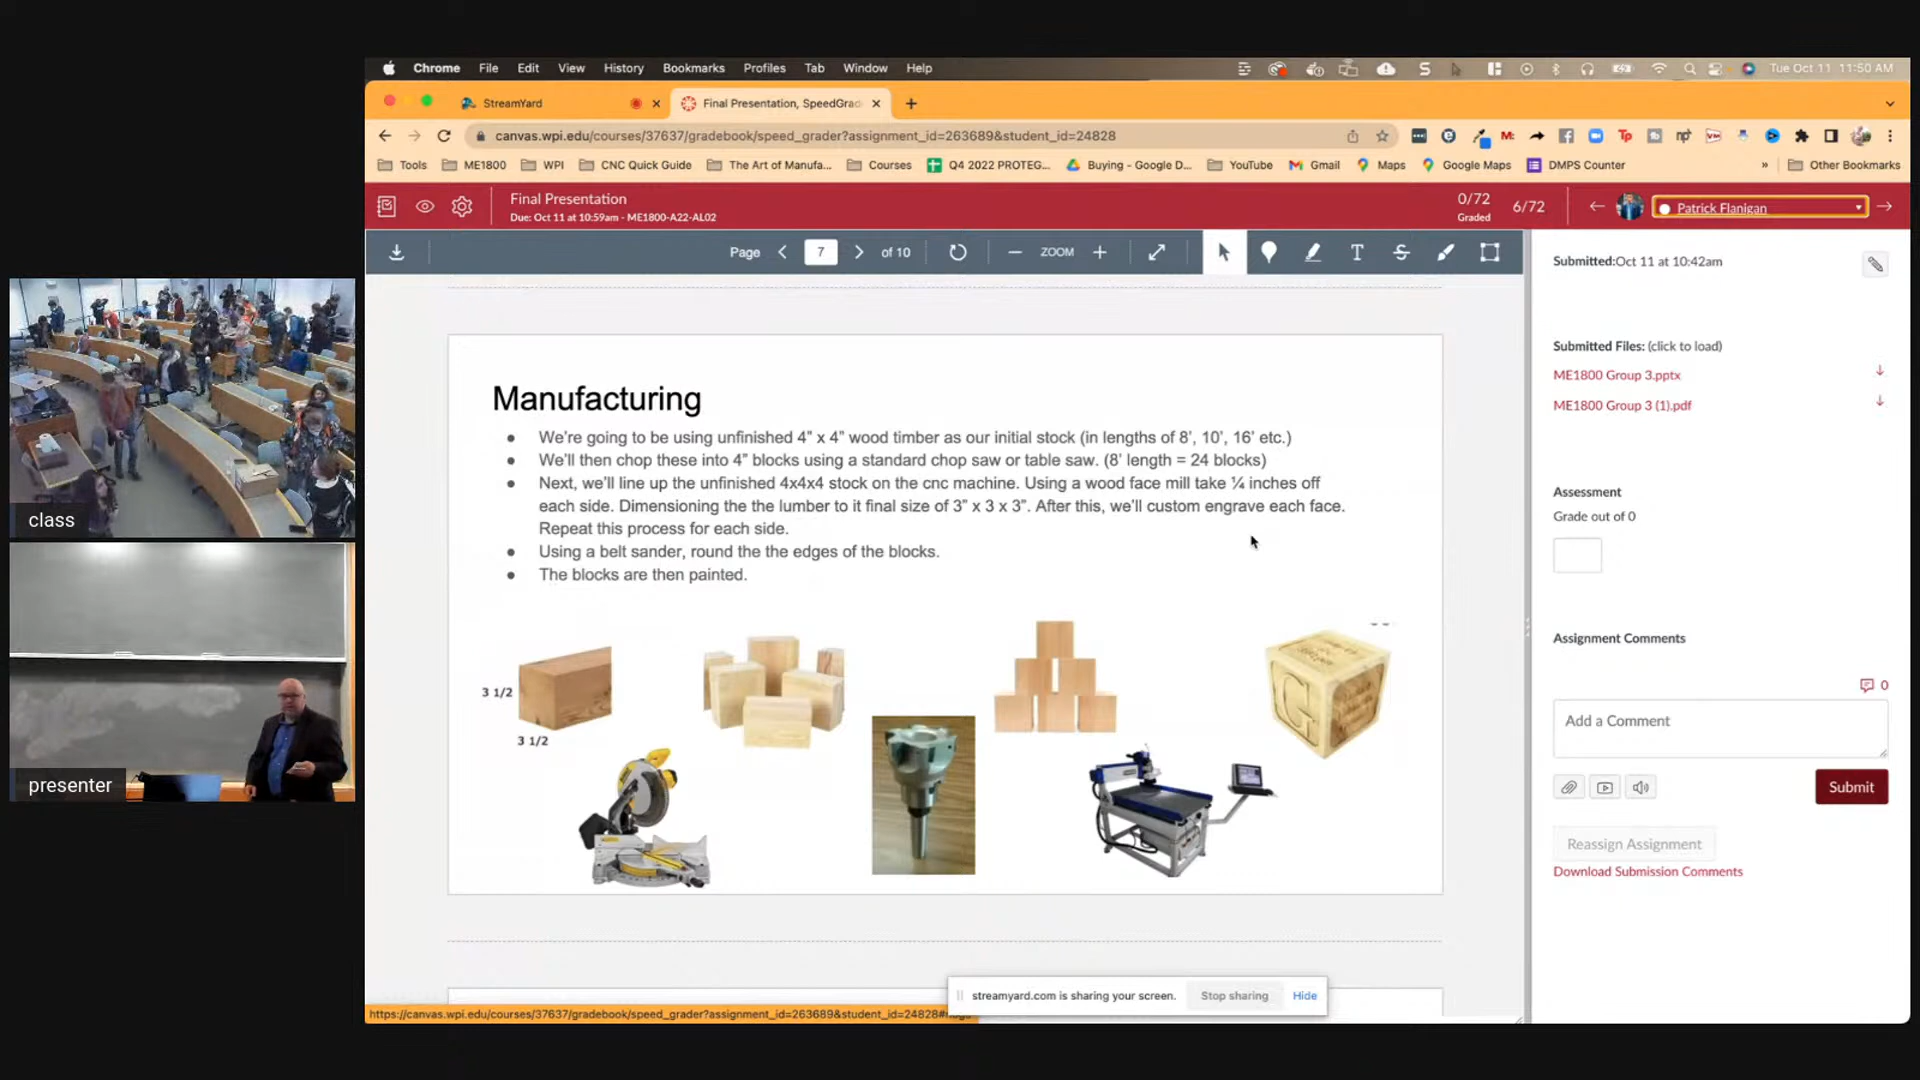 Chrome File Edit View History Bookmarks Profiles Tab Window Help
Tue Oct 11 11:50 AM
StreamYard
Final Presentation, SpeedGrad
canvas.wpi.edu/courses/37637/gradebook/speed_grader?assignment_id=263689&student_id=24828
Tools ME1800 WPI CNC Quick Guide The Art of Manufa... Courses Q4 2022 PROTEG... Buying - Google D... YouTube Gmail Maps Google Maps DMPS Counter » Other Bookmarks
Final Presentation
Due: Oct 11 at 10:59am - ME1800-A22-AL02
0/72
Graded
6/72
Patrick Flanigan
Page 7 of 10
ZOOM
Manufacturing
We're going to be using unfinished 4" x 4" wood timber as our initial stock (in lengths of 8', 10', 16' etc.)
We'll then chop these into 4" blocks using a standard chop saw or table saw. (8' length = 24 blocks)
Next, we'll line up the unfinished 4x4x4 stock on the cnc machine. Using a wood face mill take ¼ inches off
each side. Dimensioning the the lumber to it final size of 3" x 3 x 3". After this, we'll custom engrave each face.
Repeat this process for each side.
Using a belt sander, round the the edges of the blocks.
The blocks are then painted.
3 1/2
3 1/2
G
Submitted:Oct 11 at 10:42am
Submitted Files: (click to load)
ME1800 Group 3.pptx
ME1800 Group 3 (1).pdf
Assessment
Grade out of 0
Assignment Comments
0
Add a Comment
Submit
Reassign Assignment
Download Submission Comments
class
presenter
streamyard.com is sharing your screen.
Stop sharing
Hide
https://canvas.wpi.edu/courses/37637/gradebook/speed_grader?assignment_id=263689&student_id=24828